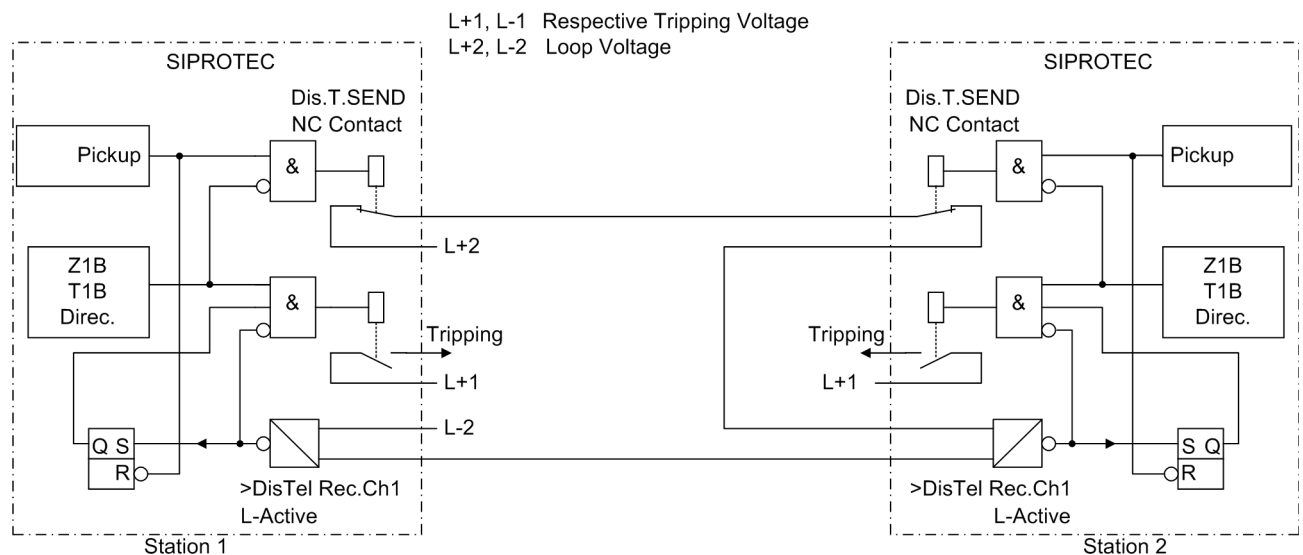 L+1, L-1 Respective Tripping Voltage
L+2, L-2 Loop Voltage
SIPROTEC
SIPROTEC
Dis.T.SEND
NC Contact
Dis.T.SEND
NC Contact
Pickup
&
&
Pickup
L+2
Z1B
T1B
Direc.
&
&
Z1B
T1B
Direc.
Tripping
Tripping
L+1
L+1
L-2
Q S
R
S Q
R
>DisTel Rec.Ch1
L-Active
>DisTel Rec.Ch1
L-Active
Station 1
Station 2